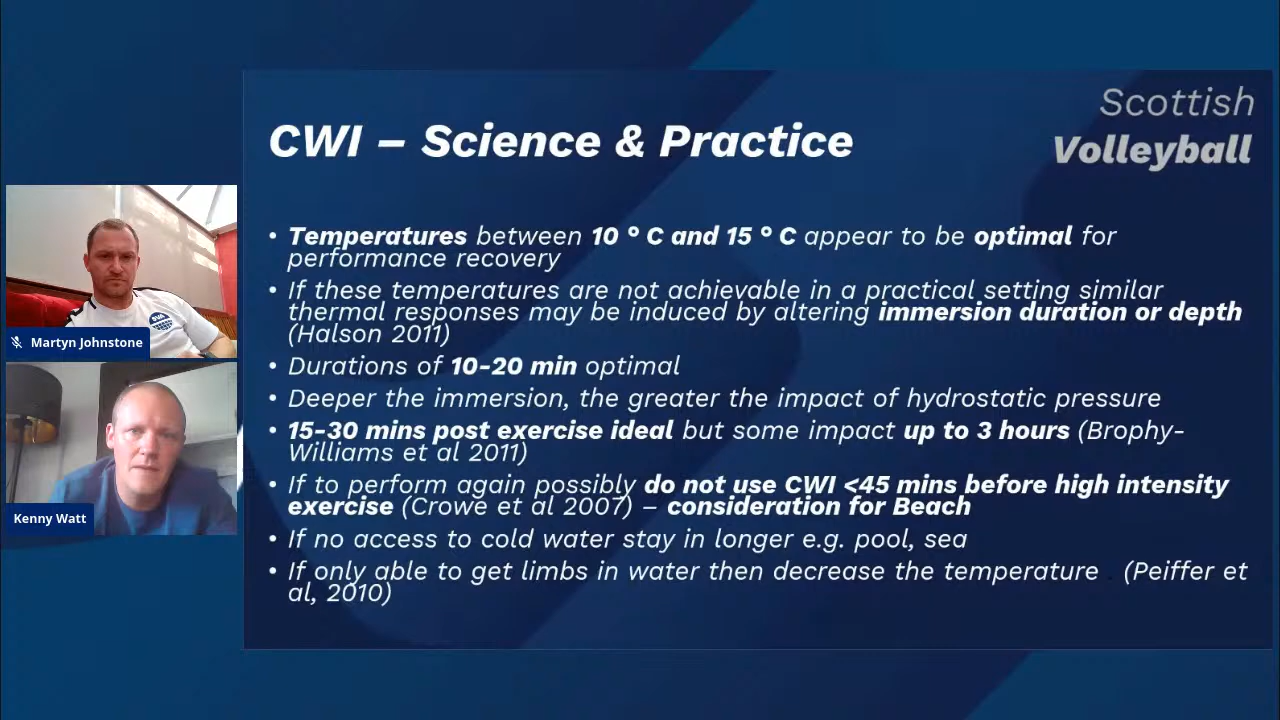 Scottish
Volleyball
CWI – Science & Practice
• Temperatures between 10 ° C and 15 ° C appear to be optimal for
performance recovery
• If these temperatures are not achievable in a practical setting similar
thermal responses may be induced by altering immersion duration or depth
(Halson 2011)
• Durations of 10-20 min optimal
• Deeper the immersion, the greater the impact of hydrostatic pressure
• 15-30 mins post exercise ideal but some impact up to 3 hours (Brophy-
Williams et al 2011)
• If to perform again possibly do not use CWI <45 mins before high intensity
exercise (Crowe et al 2007) – consideration for Beach
• If no access to cold water stay in longer e.g. pool, sea
• If only able to get limbs in water then decrease the temperature . (Peiffer et
al, 2010)
Martyn Johnstone
Kenny Watt